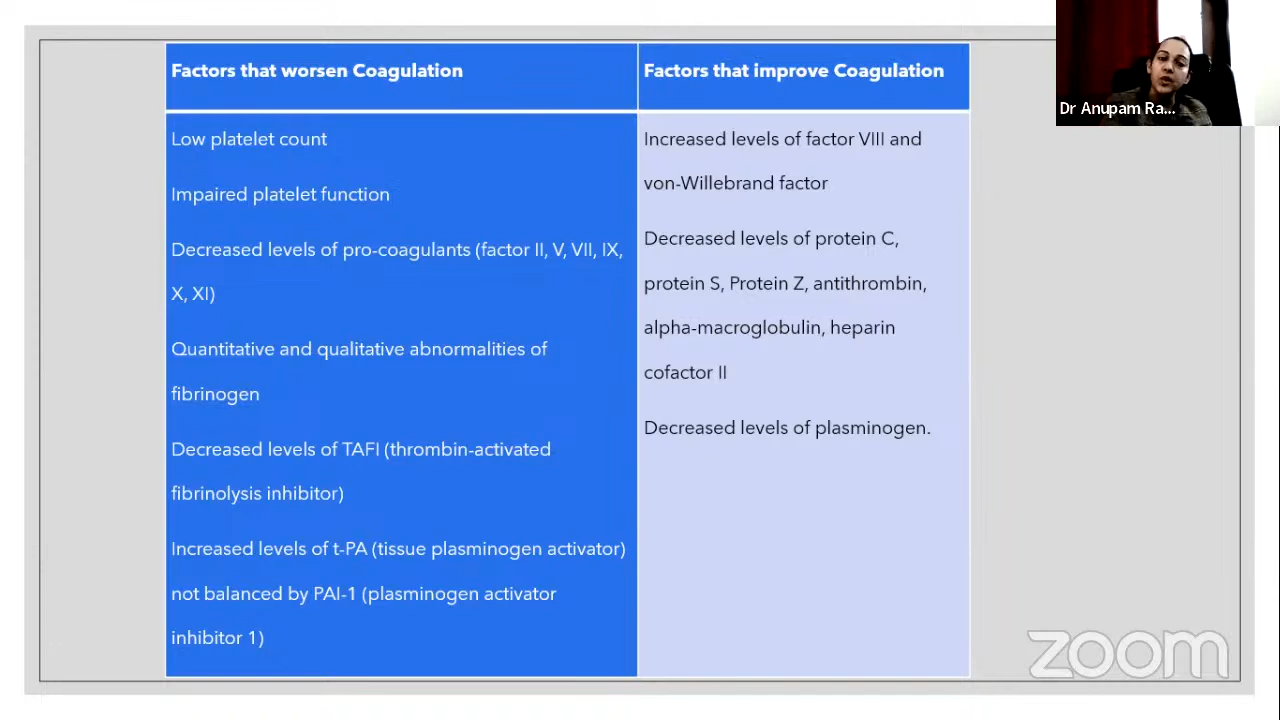 Factors that worsen Coagulation
Low platelet count
Impaired platelet function
Decreased levels of pro-coagulants (factor II, V, VII, IX,
X, XI)
Quantitative and qualitative abnormalities of
fibrinogen
Decreased levels of TAFI (thrombin-activated
fibrinolysis inhibitor)
Increased levels of t-PA (tissue plasminogen activator)
not balanced by PAI-1 (plasminogen activator
inhibitor 1)
Factors that improve Coagulation
Increased levels of factor VIII and
von-Willebrand factor
Decreased levels of protein C,
protein S, Protein Z, antithrombin,
alpha-macroglobulin, heparin
cofactor II
Decreased levels of plasminogen.
Dr Anupam Ra...
zoom